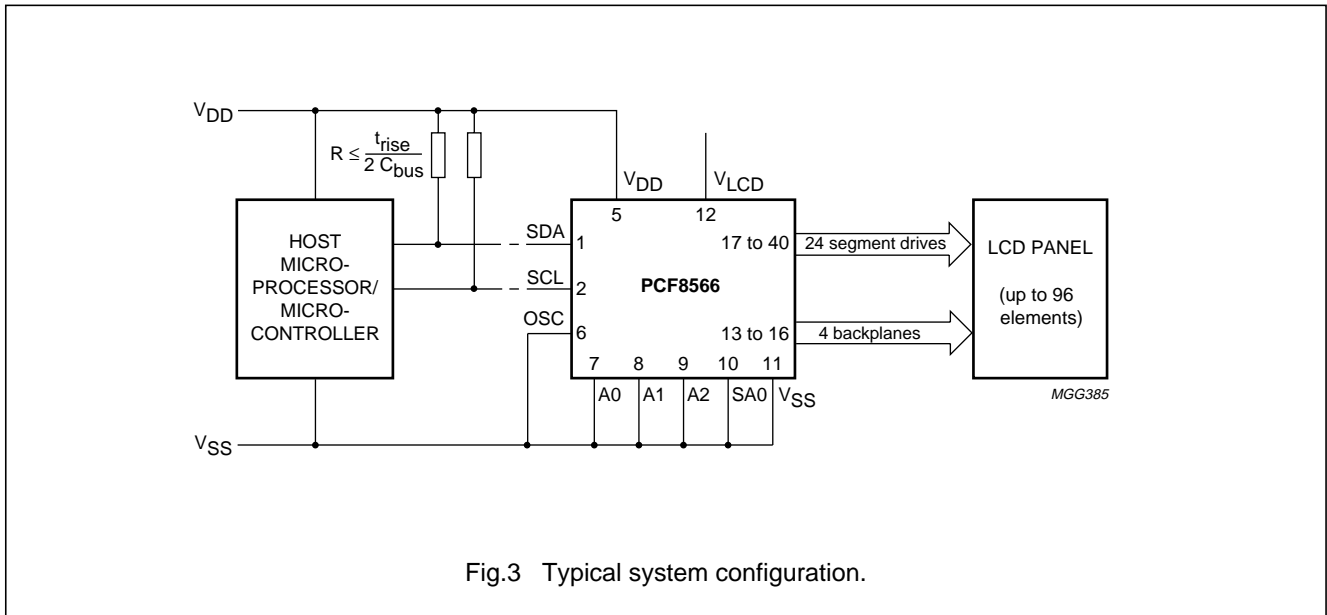 VDD
R ≤ trise
2 Cbus
VDD
VLCD
5
12
HOST
MICRO-
PROCESSOR/
MICRO-
CONTROLLER
SDA
1
SCL
2
OSC
6
PCF8566
17 to 40
24 segment drives
13 to 16
4 backplanes
LCD PANEL
(up to 96
elements)
7
8
9
10
11
A0
A1
A2
SA0
VSS
MGG385
VSS
Fig.3 Typical system configuration.